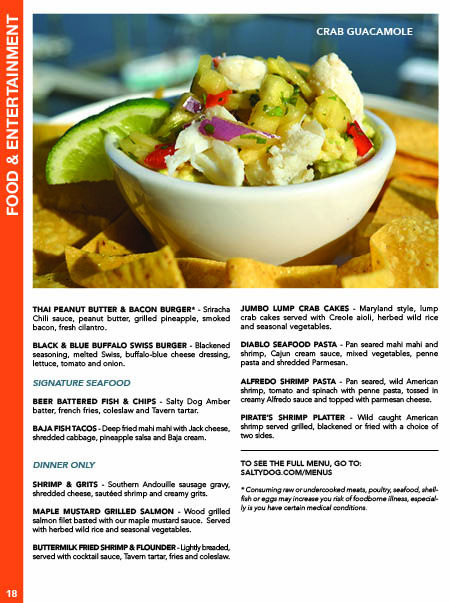 FOOD & ENTERTAINMENT
CRAB GUACAMOLE
THAI PEANUT BUTTER & BACON BURGER* - Sriracha
Chili sauce, peanut butter, grilled pineapple, smoked
bacon, fresh cilantro.
BLACK & BLUE BUFFALO SWISS BURGER - Blackened
seasoning, melted Swiss, buffalo-blue cheese dressing,
lettuce, tomato and onion.
SIGNATURE SEAFOOD
BEER BATTERED FISH & CHIPS - Salty Dog Amber
batter, french fries, coleslaw and Tavern tartar.
BAJA FISH TACOS - Deep fried mahi mahi with Jack cheese,
shredded cabbage, pineapple salsa and Baja cream.
DINNER ONLY
SHRIMP & GRITS - Southern Andouille sausage gravy,
shredded cheese, sautéed shrimp and creamy grits.
MAPLE MUSTARD GRILLED SALMON - Wood grilled
salmon filet basted with our maple mustard sauce. Served
with herbed wild rice and seasonal vegetables.
BUTTERMILK FRIED SHRIMP & FLOUNDER - Lightly breaded,
served with cocktail sauce, Tavern tartar, fries and coleslaw.
JUMBO LUMP CRAB CAKES - Maryland style, lump
crab cakes served with Creole aioli, herbed wild rice
and seasonal vegetables.
DIABLO SEAFOOD PASTA - Pan seared mahi mahi and
shrimp, Cajun cream sauce, mixed vegetables, penne
pasta and shredded Parmesan.
ALFREDO SHRIMP PASTA - Pan seared, wild American
shrimp, tomato and spinach with penne pasta, tossed in
creamy Alfredo sauce and topped with parmesan cheese.
PIRATE'S SHRIMP PLATTER - Wild caught American
shrimp served grilled, blackened or fried with a choice of
two sides.
TO SEE THE FULL MENU, GO TO:
SALTYDOG.COM/MENUS
* Consuming raw or undercooked meats, poultry, seafood, shell-
fish or eggs may increase you risk of foodborne illness, especial-
ly is you have certain medical conditions.
18